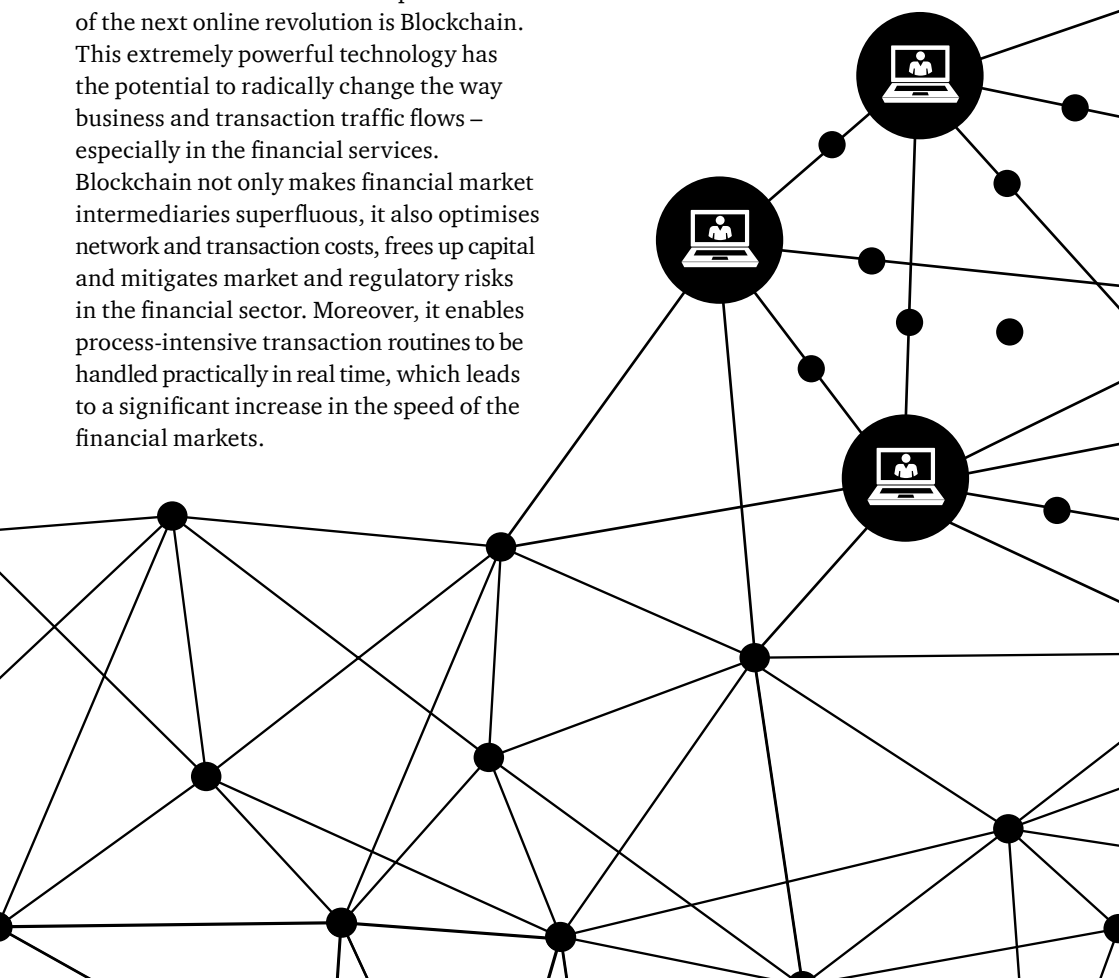 of the next online revolution is Blockchain.
This extremely powerful technology has
the potential to radically change the way
business and transaction traffic flows –
especially in the financial services.
Blockchain not only makes financial market
intermediaries superfluous, it also optimises
network and transaction costs, frees up capital
and mitigates market and regulatory risks
in the financial sector. Moreover, it enables
process-intensive transaction routines to be
handled practically in real time, which leads
to a significant increase in the speed of the
financial markets.